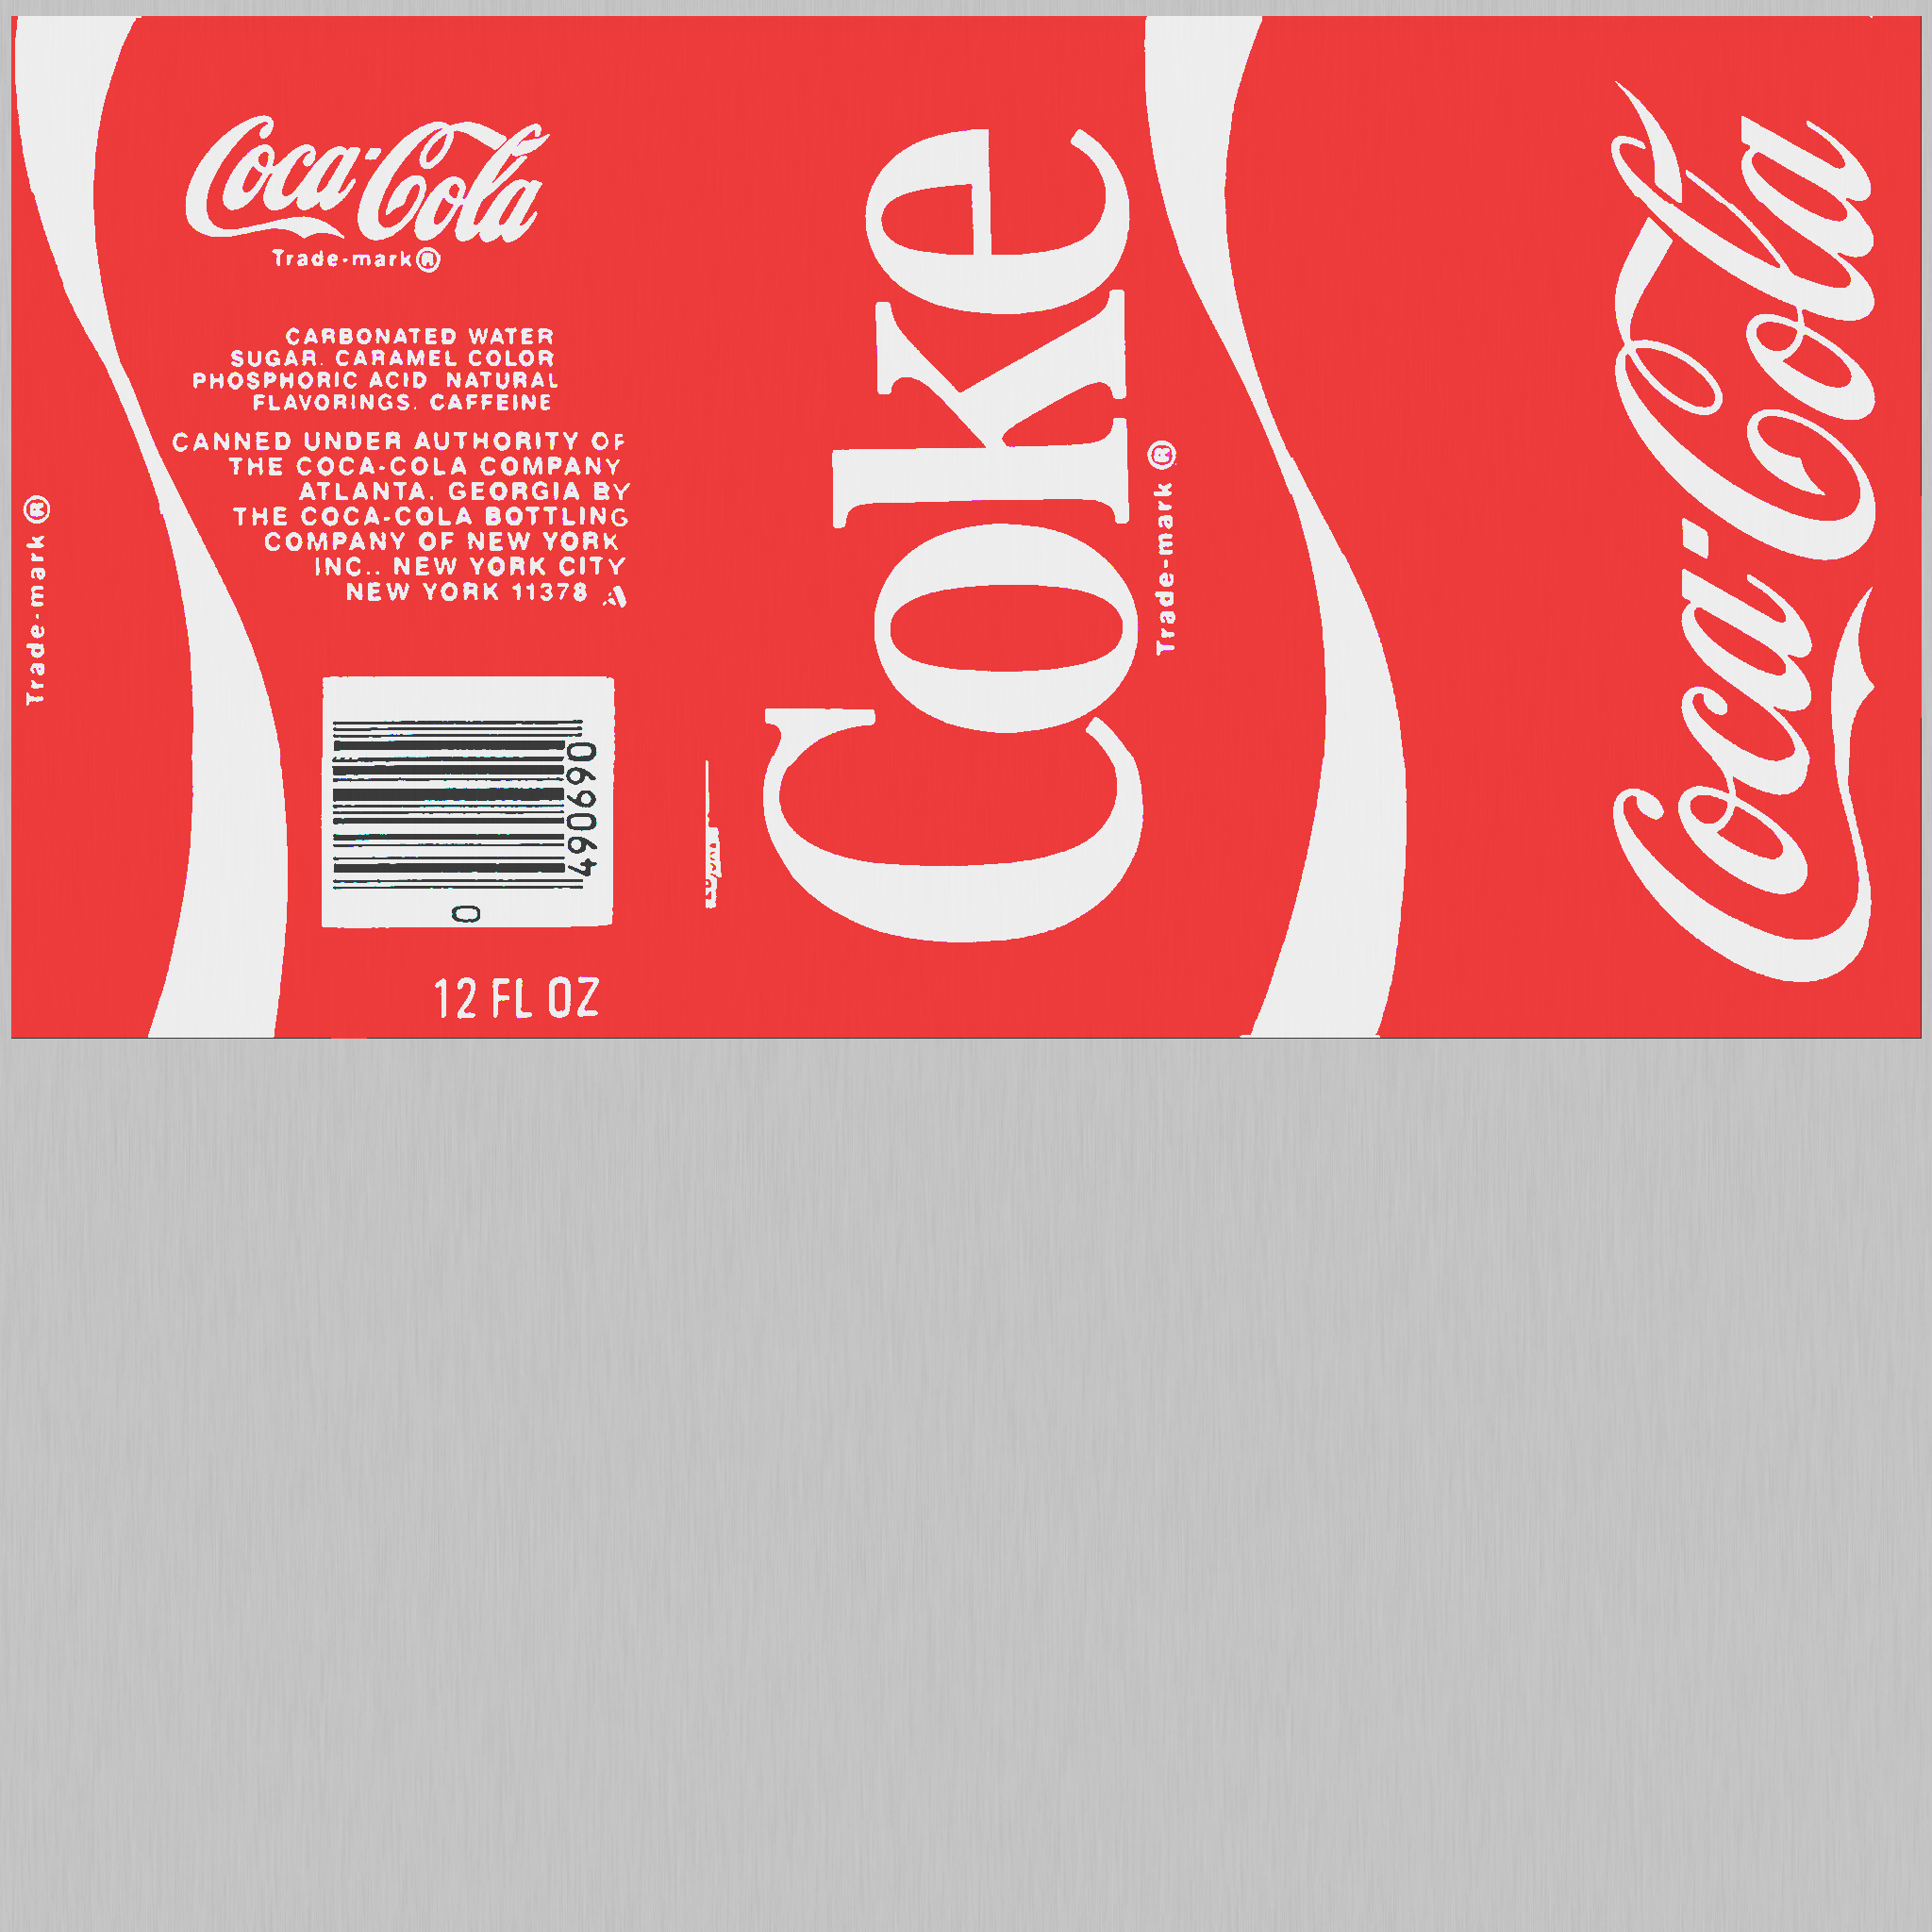 Coca-Cola
Trade-mark®
CARBONATED WATER
SUGAR. CARAMEL COLOR
PHOSPHORIC ACID NATURAL
FLAVORINGS. CAFFEINE
CANNED UNDER AUTHORITY OF
THE COCA-COLA COMPANY
ATLANTA. GEORGIA BY
THE COCA-COLA BOTTLING
COMPANY OF NEW YORK
INC.. NEW YORK CITY
NEW YORK 11378
Trade-mark ®
0
490690
12 FL OZ
Coke
Trade-mark ®
Coca-Cola